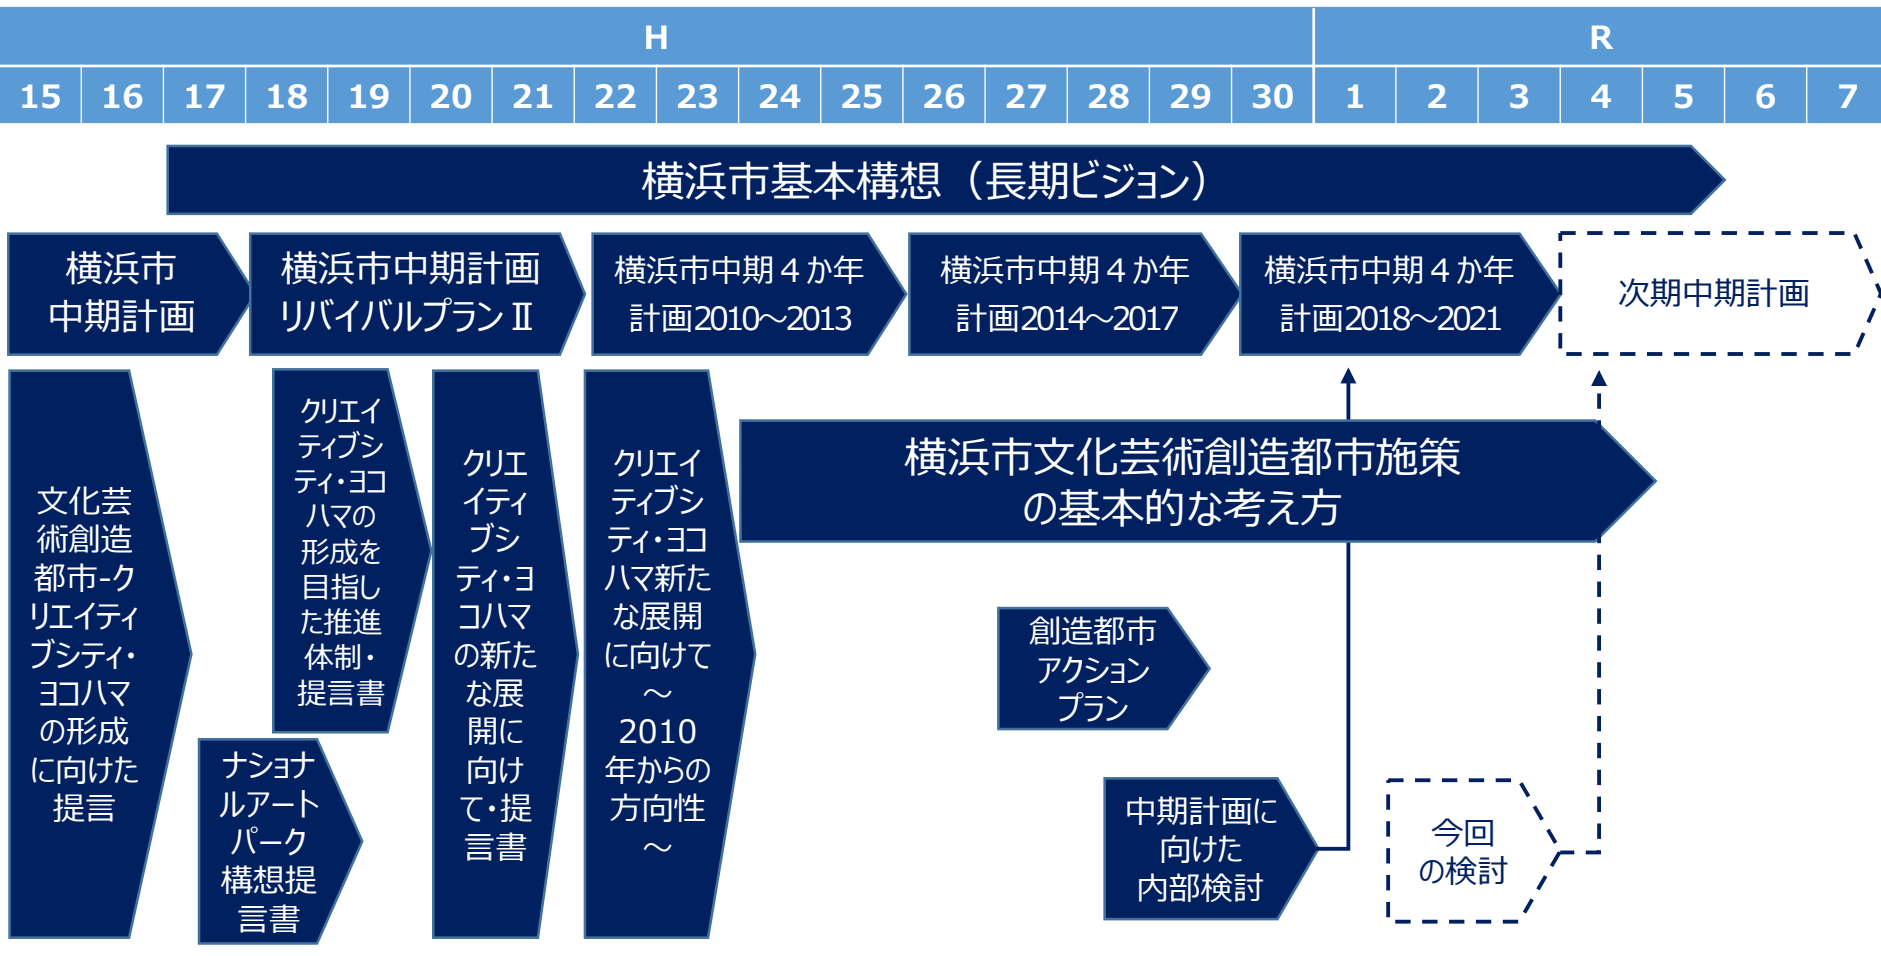 H
R
15 16 17 18 19 20 21 22 23 24 25 26 27 28 29 30 1 2 3 4 5 6 7
横浜市基本構想（長期ビジョン）
横浜市
中期計画
横浜市中期計画
リバイバルプランⅡ
横浜市中期４か年
計画2010～2013
横浜市中期４か年
計画2014～2017
横浜市中期４か年
計画2018～2021
次期中期計画
文化芸
術創造
都市-ク
リエイティ
ブシティ・
ヨコハマ
の形成
に向けた
提言
クリエイ
ティブシ
ティ・ヨコ
ハマの
形成を
目指し
た推進
体制・
提言書
ナショナ
ルアート
パーク
構想提
言書
クリエ
イティ
ブシ
ティ・ヨ
コハマ
の新た
な展
開に
向け
て・提
言書
クリエイ
ティブシ
ティ・ヨコ
ハマ新た
な展開
に向けて
～
2010
年からの
方向性
～
横浜市文化芸術創造都市施策
の基本的な考え方
創造都市
アクション
プラン
中期計画に
向けた
内部検討
今回
の検討